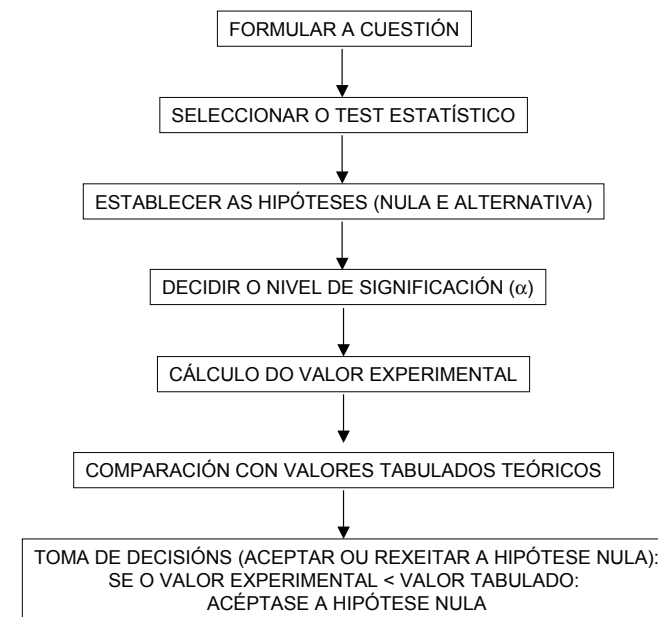 FORMULAR A CUESTIÓN
SELECCIONAR O TEST ESTATÍSTICO
ESTABLECER AS HIPÓTESES (NULA E ALTERNATIVA)
DECIDIR O NIVEL DE SIGNIFICACIÓN (α)
CÁLCULO DO VALOR EXPERIMENTAL
COMPARACIÓN CON VALORES TABULADOS TEÓRICOS
TOMA DE DECISIÓNS (ACEPTAR OU REXEITAR A HIPÓTESE NULA):
SE O VALOR EXPERIMENTAL < VALOR TABULADO:
ACÉPTASE A HIPÓTESE NULA